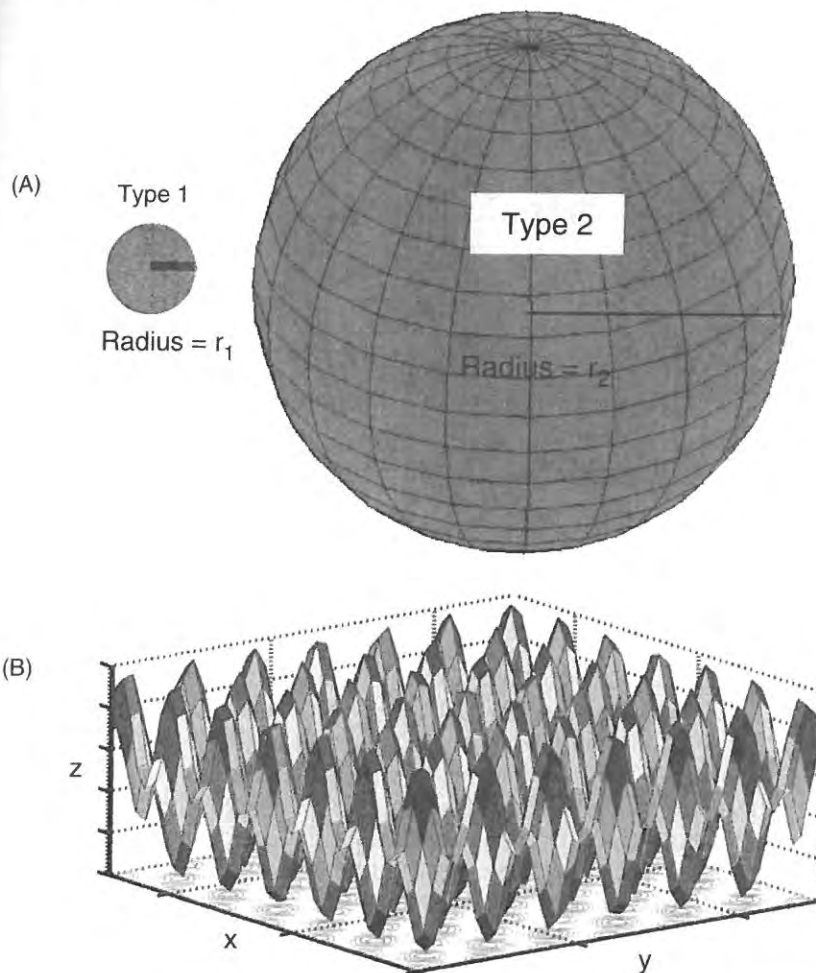 (A)
Type 1
Type 2
Radius = r₁
Radius = r₂
(B)
z
x
y